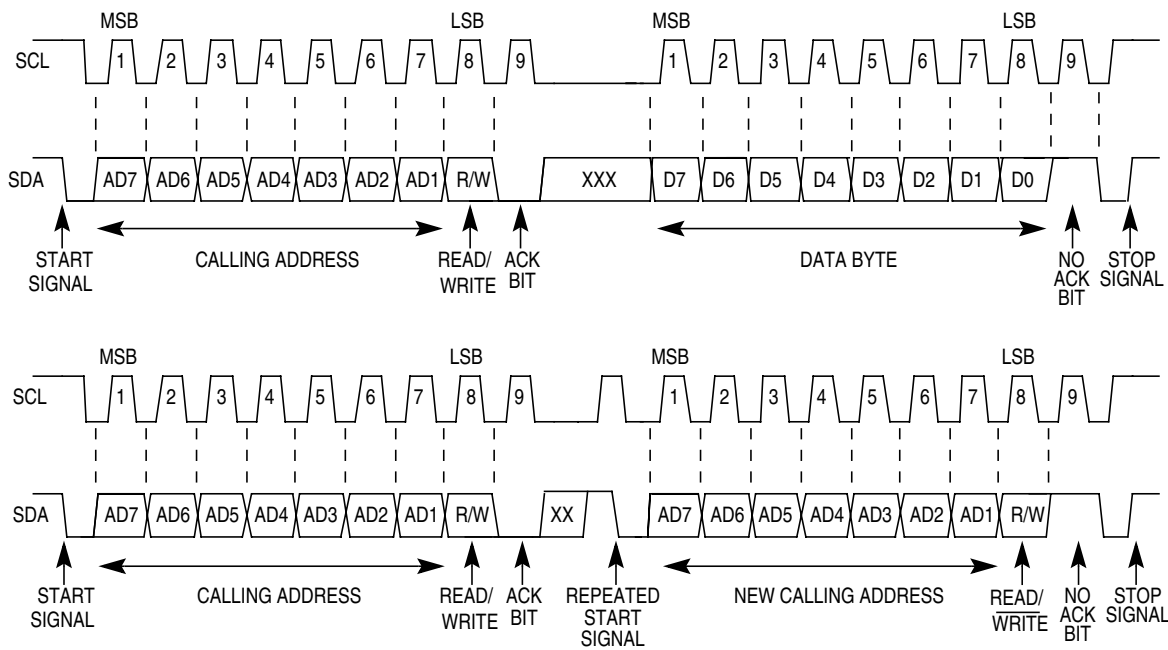 MSB LSB MSB LSB
SCL 1 2 3 4 5 6 7 8 9 1 2 3 4 5 6 7 8 9
SDA AD7 AD6 AD5 AD4 AD3 AD2 AD1 R/W XXX D7 D6 D5 D4 D3 D2 D1 D0
START SIGNAL
CALLING ADDRESS
READ/
WRITE
ACK
BIT
DATA BYTE
NO
ACK
BIT
STOP
SIGNAL
MSB LSB MSB LSB
SCL 1 2 3 4 5 6 7 8 9 1 2 3 4 5 6 7 8 9
SDA AD7 AD6 AD5 AD4 AD3 AD2 AD1 R/W XX AD7 AD6 AD5 AD4 AD3 AD2 AD1 R/W
START
SIGNAL
CALLING ADDRESS
READ/
WRITE
ACK
BIT
REPEATED
START
SIGNAL
NEW CALLING ADDRESS
READ/
WRITE
NO
ACK
BIT
STOP
SIGNAL